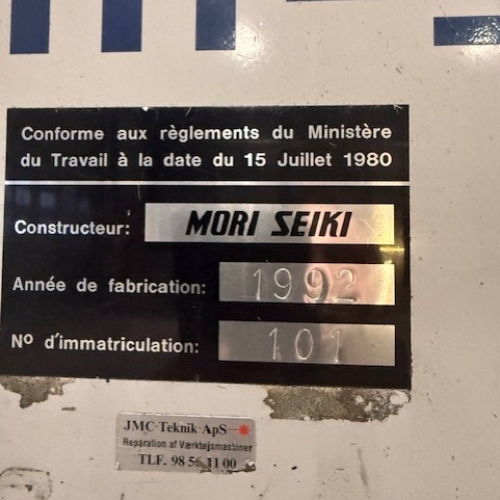 Conforme aux règlements du Ministère
du Travail à la date du 15 Juillet 1980
Constructeur: MORI SEIKI
Année de fabrication: 1992
Nº d'immatriculation: 101
JMC-Teknik ApS
Reparation af Værktøjsmaskiner
TLF. 98 56 11 00